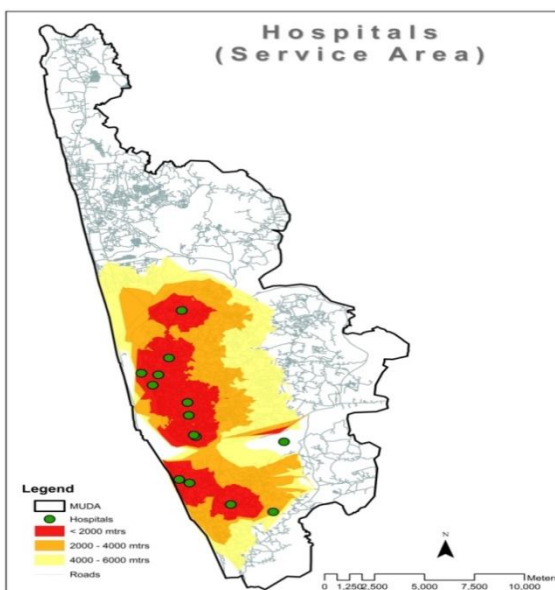 Hospitals
(Service Area)
Legend
MUDA
Hospitals
< 2000 mtrs
2000 - 4000 mtrs
4000 - 6000 mtrs
Roads
N
Meters
0 1,250 2,500 5,000 7,500 10,000